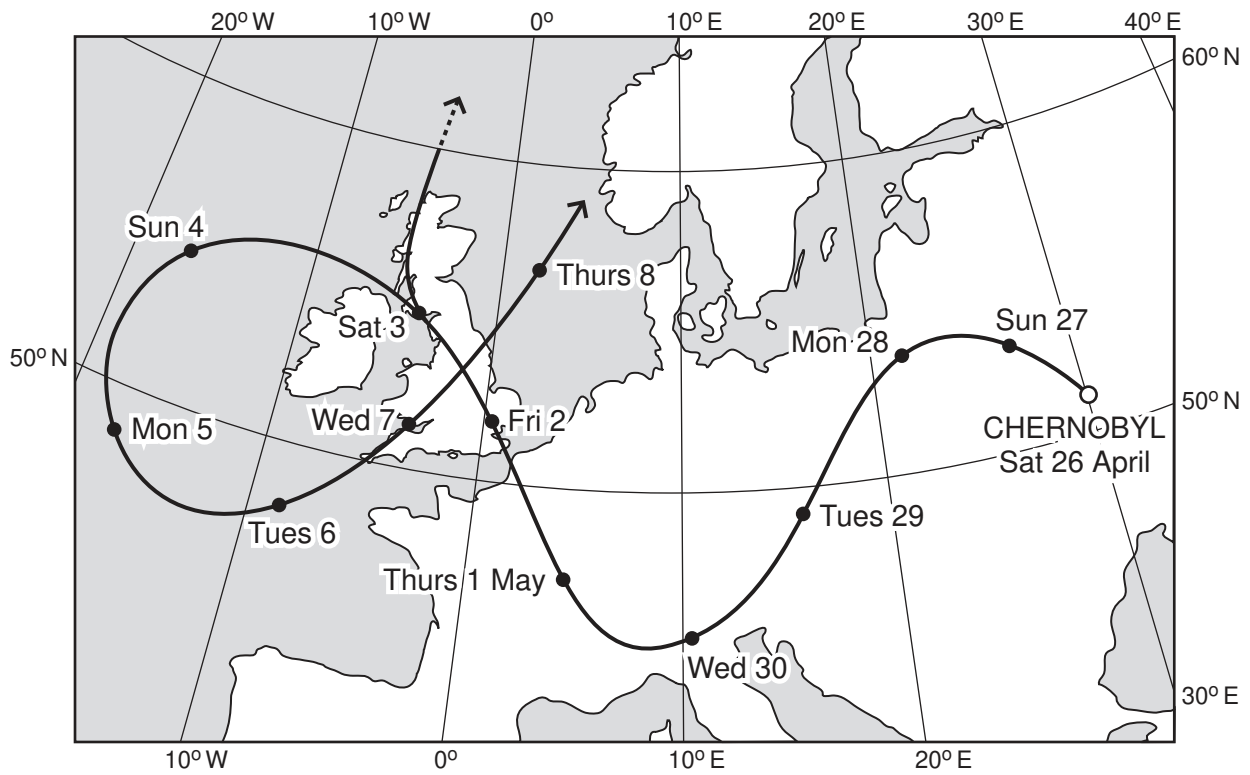 20° W 10° W 0° 10° E 20° E 30° E 40° E
60° N
Sun 4
Thurs 8
Sat 3
Sun 27
Mon 28
50° N
50° N
Wed 7
Fri 2
Mon 5
CHERNOBYL
Sat 26 April
Tues 29
Tues 6
Thurs 1 May
Wed 30
30° E
10° W 0° 10° E 20° E